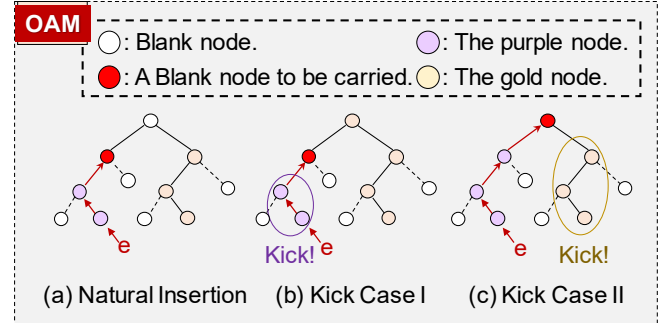 OAM
: Blank node.
: The purple node.
: A Blank node to be carried.
: The gold node.
e
Kick!
e
e
Kick!
(a) Natural Insertion
(b) Kick Case I
(c) Kick Case II